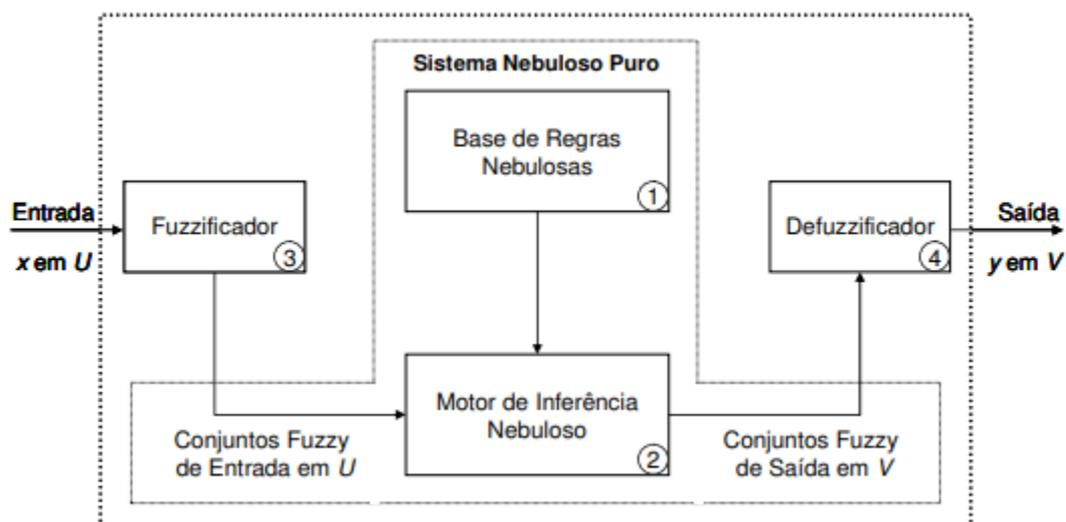 Sistema Nebuloso Puro
Base de Regras
Nebulosas
1
Entrada
x em U
Fuzzificador
3
Defuzzificador
4
Saída
y em V
Motor de Inferência
Nebuloso
2
Conjuntos Fuzzy
de Entrada em U
Conjuntos Fuzzy
de Saída em V